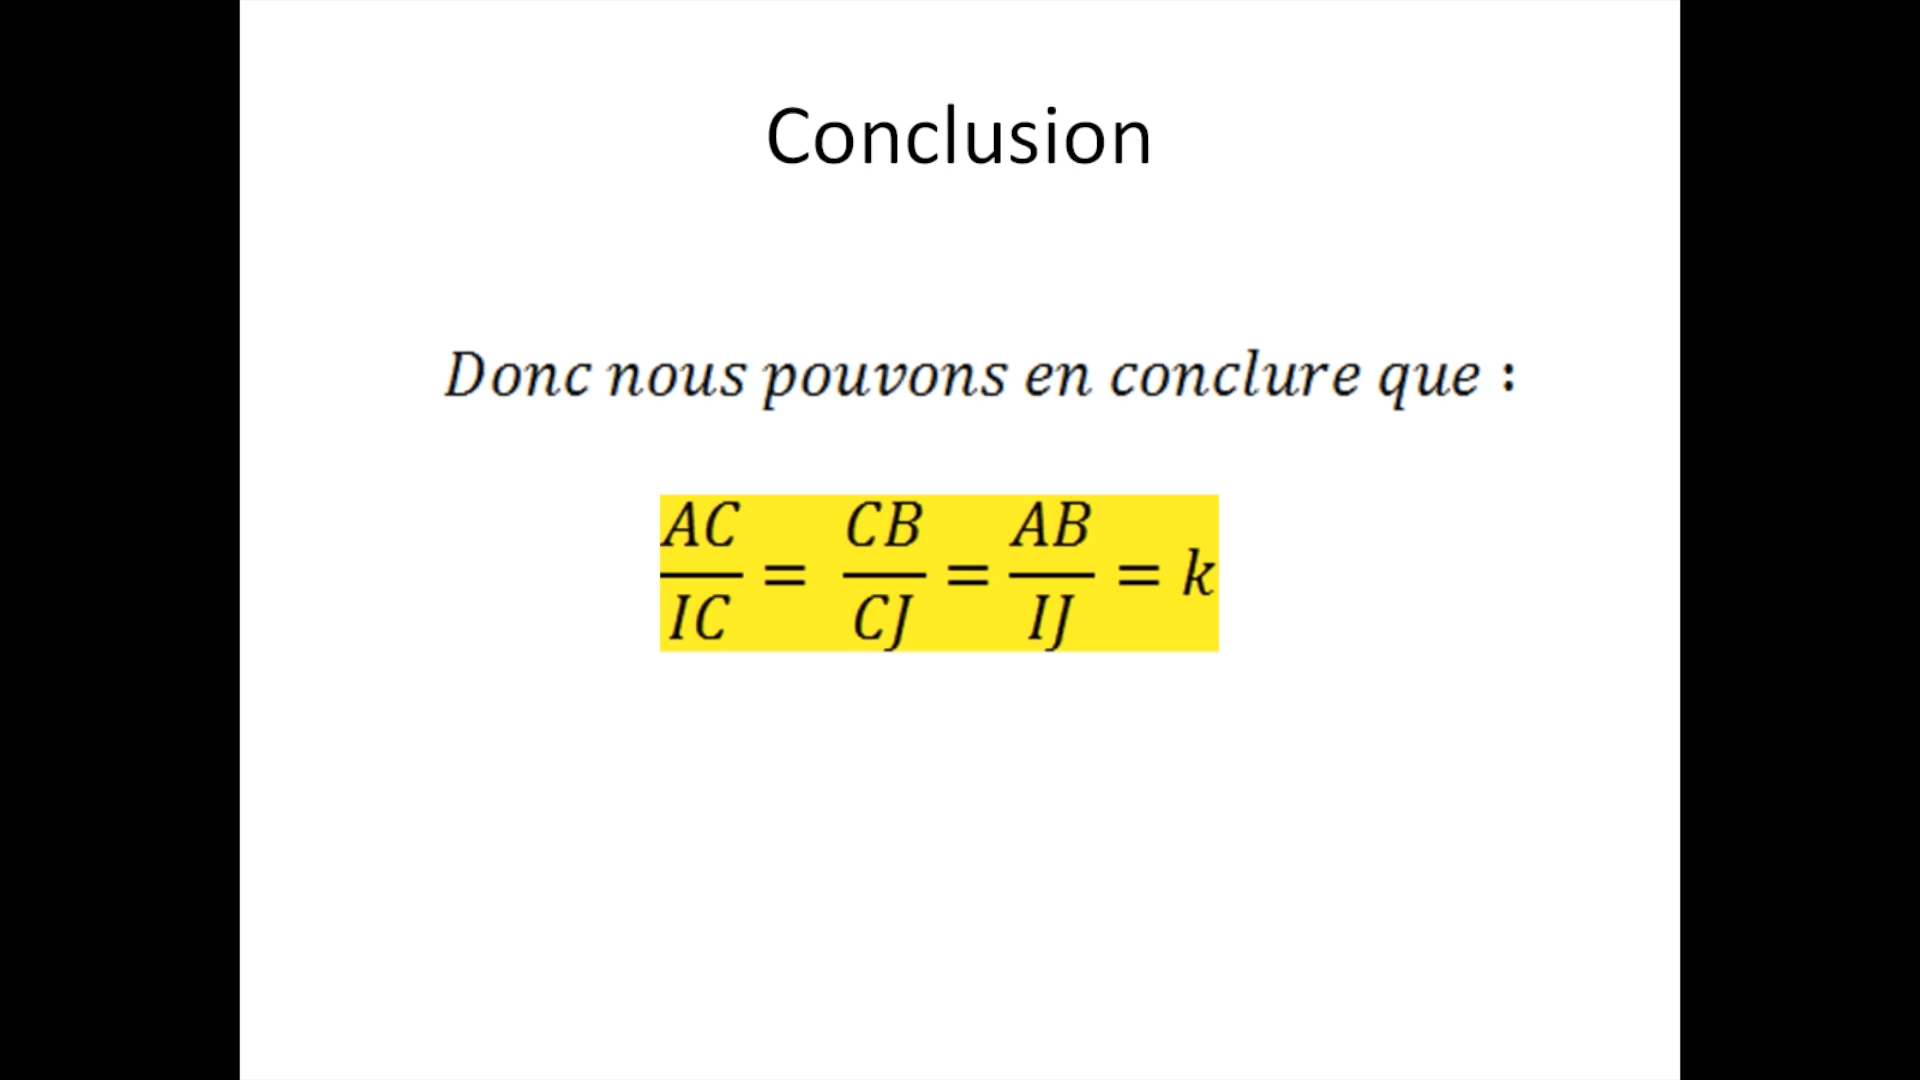 Conclusion
Donc nous pouvons en conclure que :
AC/IC = CB/CJ = AB/IJ = k